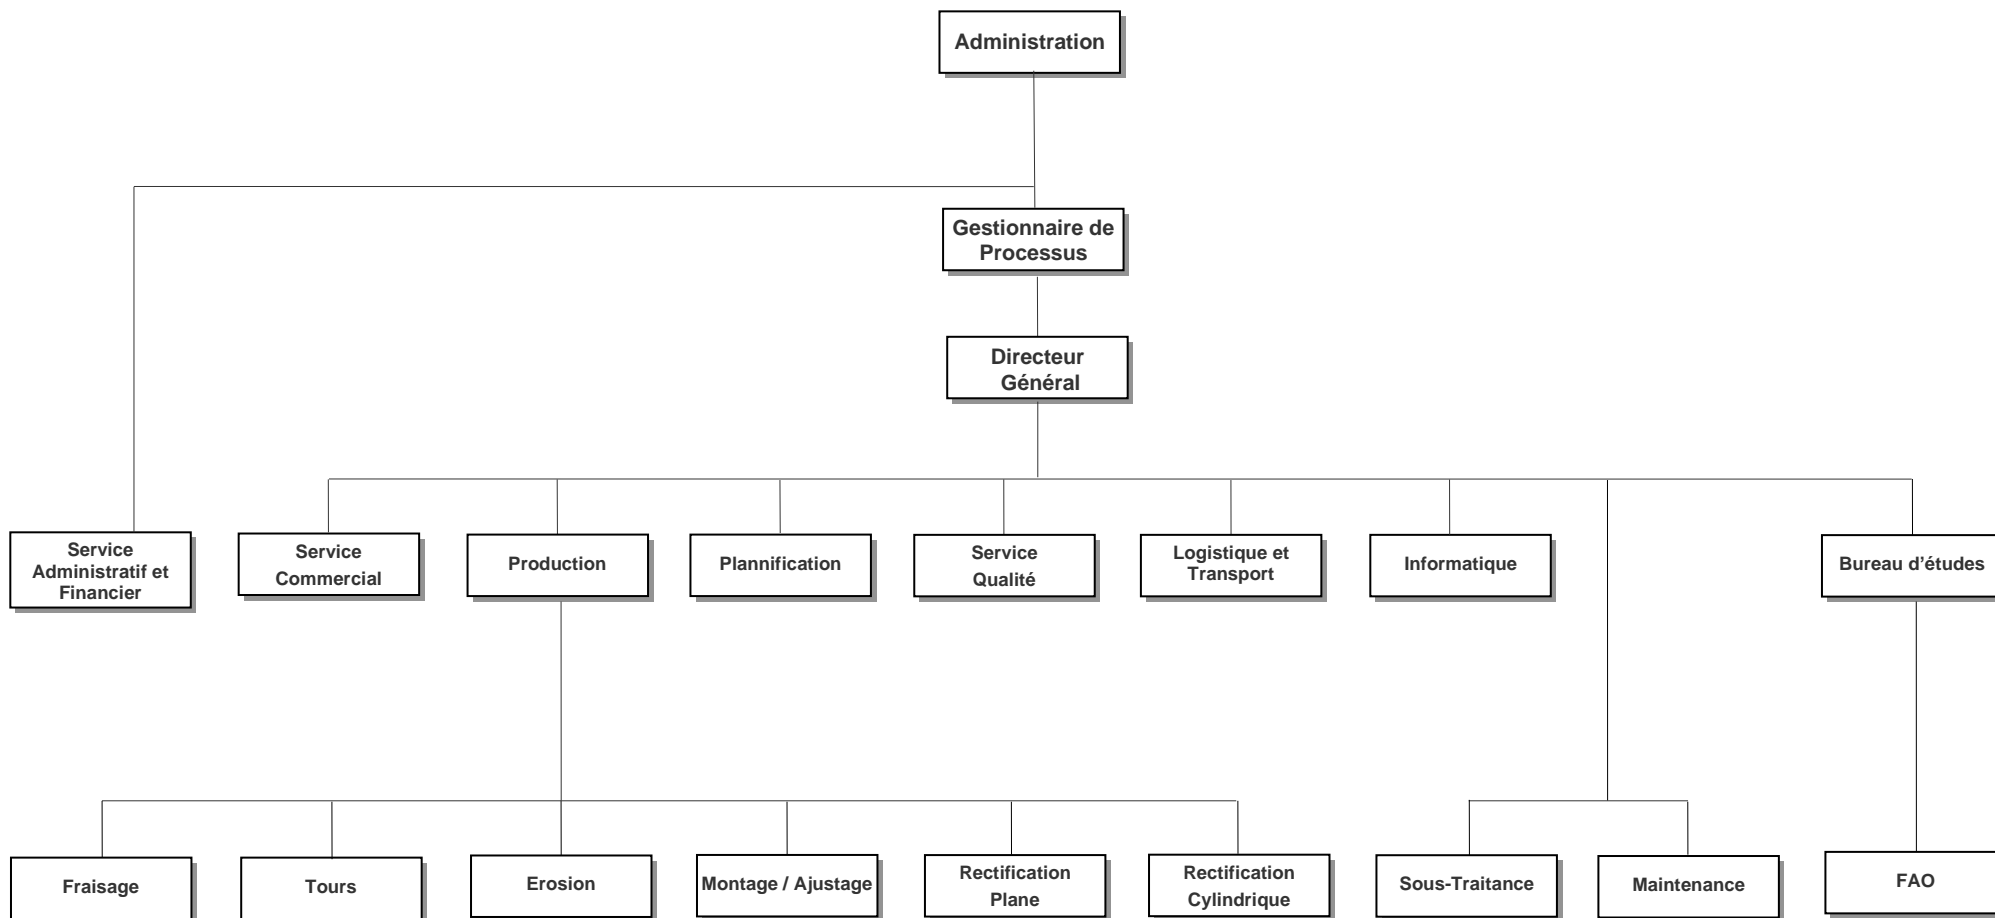 Administration
Gestionnaire de
Processus
Directeur
Général
Service
Administratif et
Financier
Service
Commercial
Production
Plannification
Service
Qualité
Logistique et
Transport
Informatique
Bureau d'études
Fraisage
Tours
Erosion
Montage / Ajustage
Rectification
Plane
Rectification
Cylindrique
Sous-Traitance
Maintenance
FAO